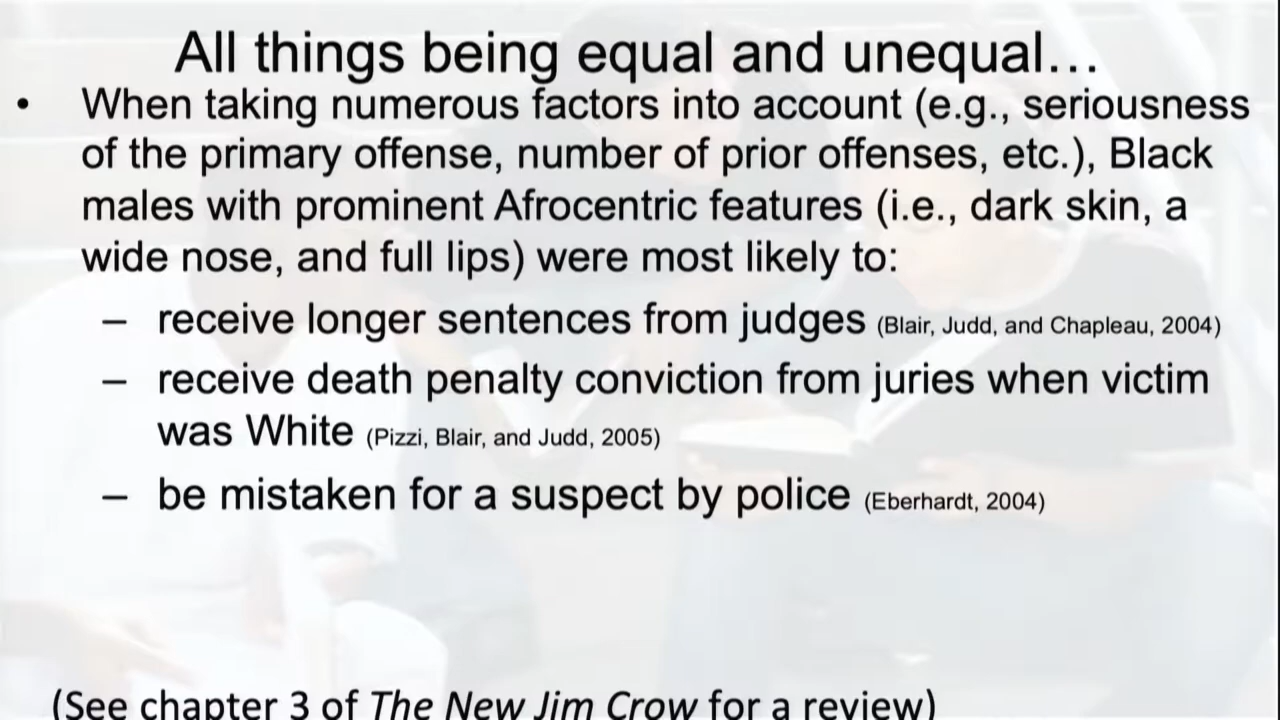 All things being equal and unequal…
• When taking numerous factors into account (e.g., seriousness
of the primary offense, number of prior offenses, etc.), Black
males with prominent Afrocentric features (i.e., dark skin, a
wide nose, and full lips) were most likely to:
– receive longer sentences from judges (Blair, Judd, and Chapleau, 2004)
– receive death penalty conviction from juries when victim
was White (Pizzi, Blair, and Judd, 2005)
– be mistaken for a suspect by police (Eberhardt, 2004)
(See chapter 3 of The New Jim Crow for a review)